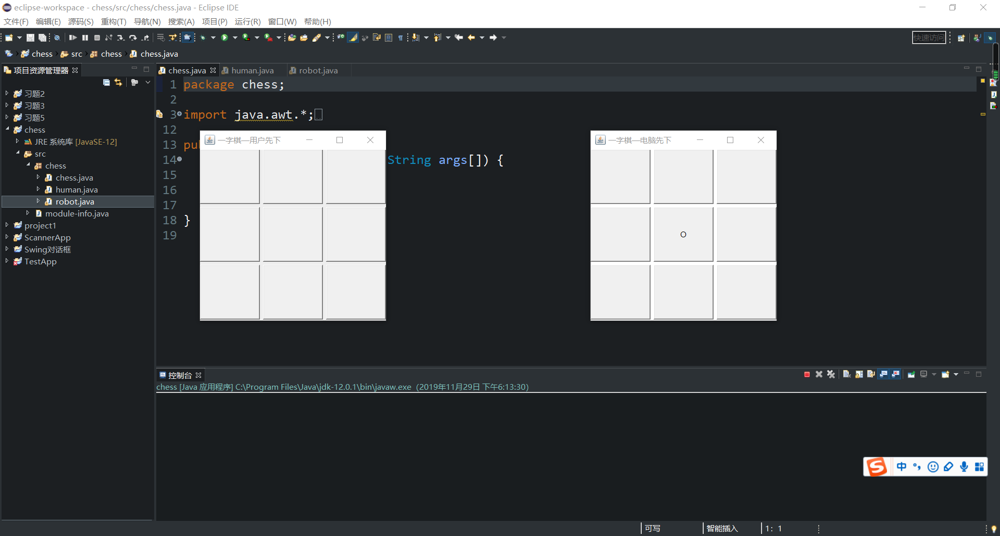 eclipse-workspace - chess/src/chess/chess.java - Eclipse IDE
文件(F) 编辑(E) 源码(S) 重构(T) 导航(N) 搜索(A) 项目(P) 运行(R) 窗口(W) 帮助(H)
快速访问
chess src chess chess.java
项目资源管理器
习题2
习题3
习题5
chess
JRE 系统库 [JavaSE-12]
src
chess
chess.java
human.java
robot.java
module-info.java
project1
ScannerApp
Swing对话框
TestApp
chess.java human.java robot.java
1 package chess;
2
3 import java.awt.*;
12
13 pu
14 String args[]) {
15
16
17
18 }
19
一字棋—用户先下
一字棋—电脑先下
O
控制台
chess [Java 应用程序] C:\Program Files\Java\jdk-12.0.1\bin\javaw.exe (2019年11月29日 下午6:13:30)
S 中
可写 智能插入 1 : 1